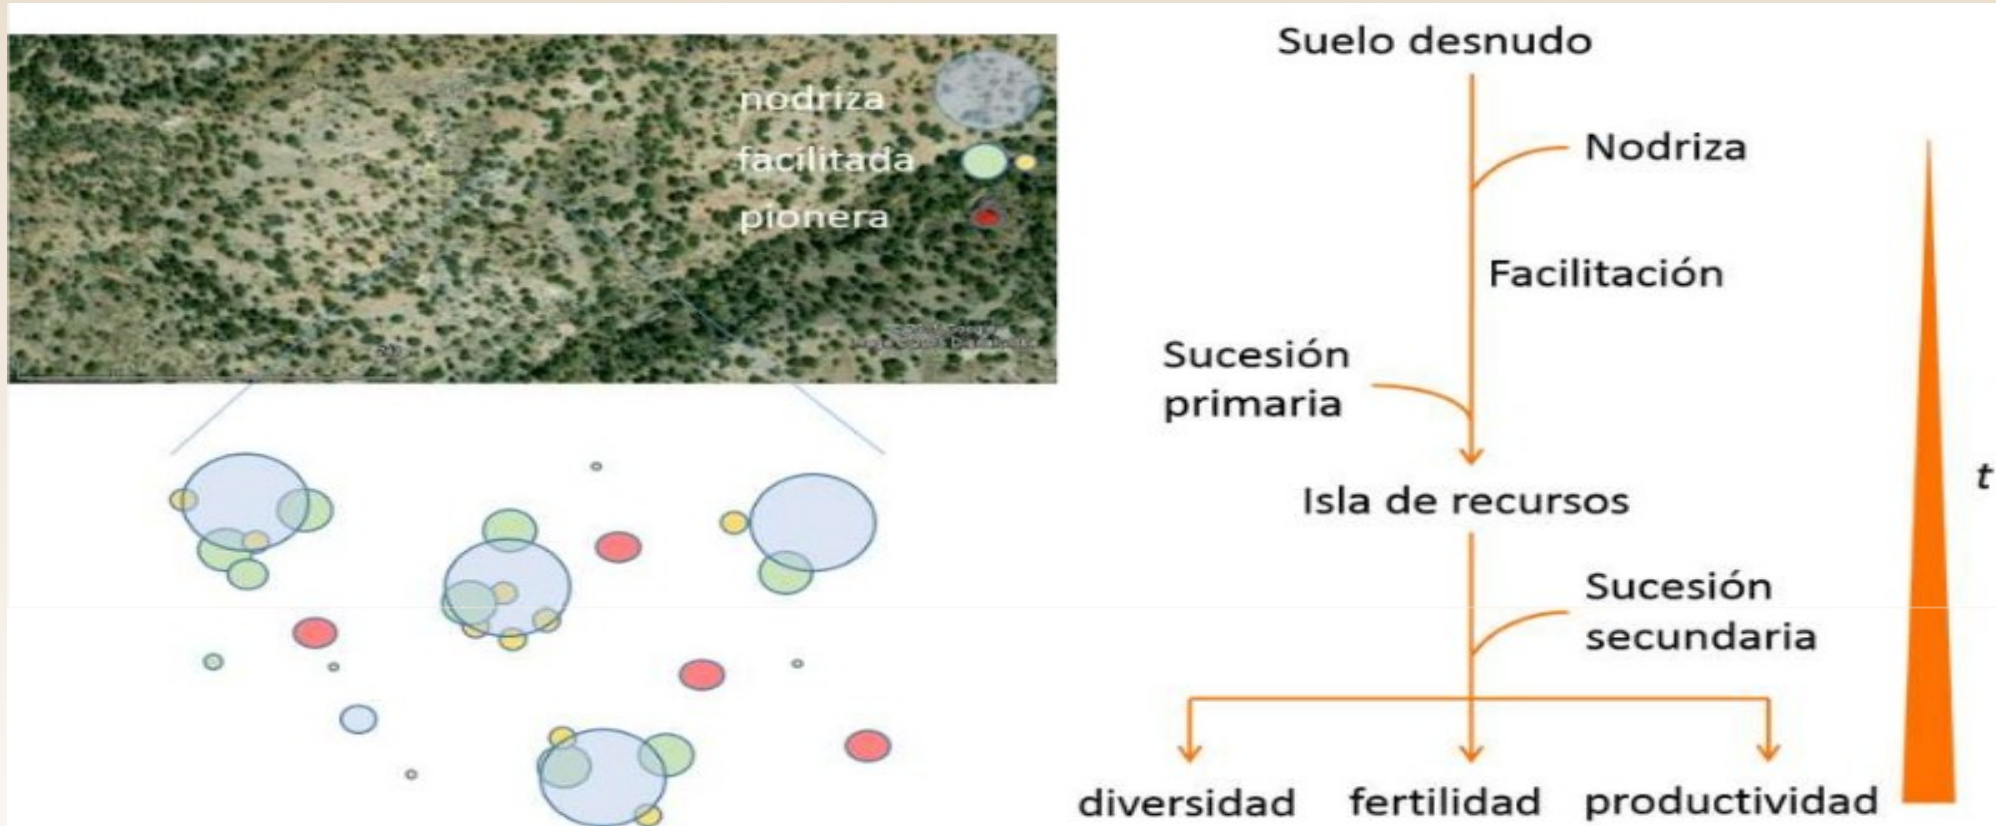 nodriza
facilitada
pionera
Suelo desnudo
Nodriza
Facilitación
Sucesión
primaria
Isla de recursos
Sucesión
secundaria
diversidad
fertilidad
productividad
t